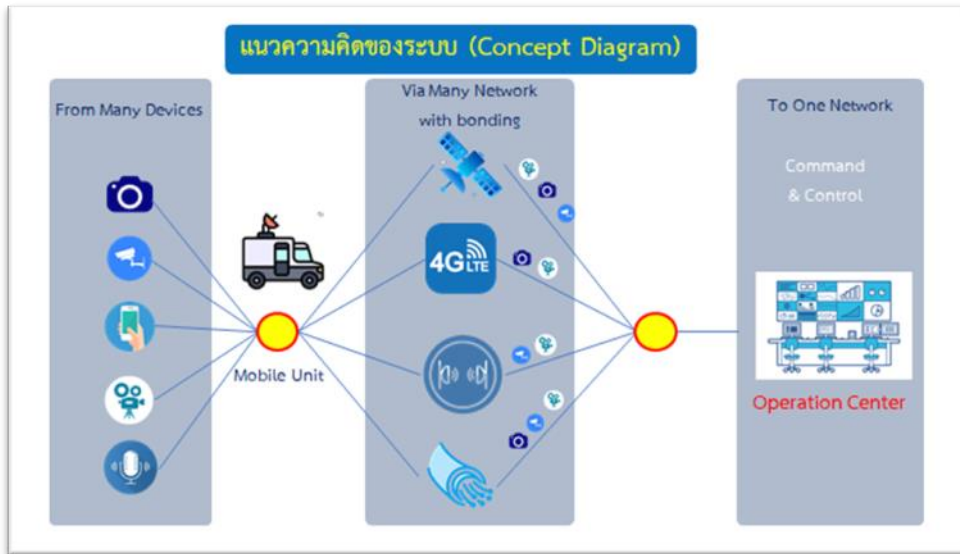 แนวความคิดของระบบ (Concept Diagram)
From Many Devices
Mobile Unit
Via Many Network
with bonding
4G LTE
To One Network
Command
& Control
Operation Center